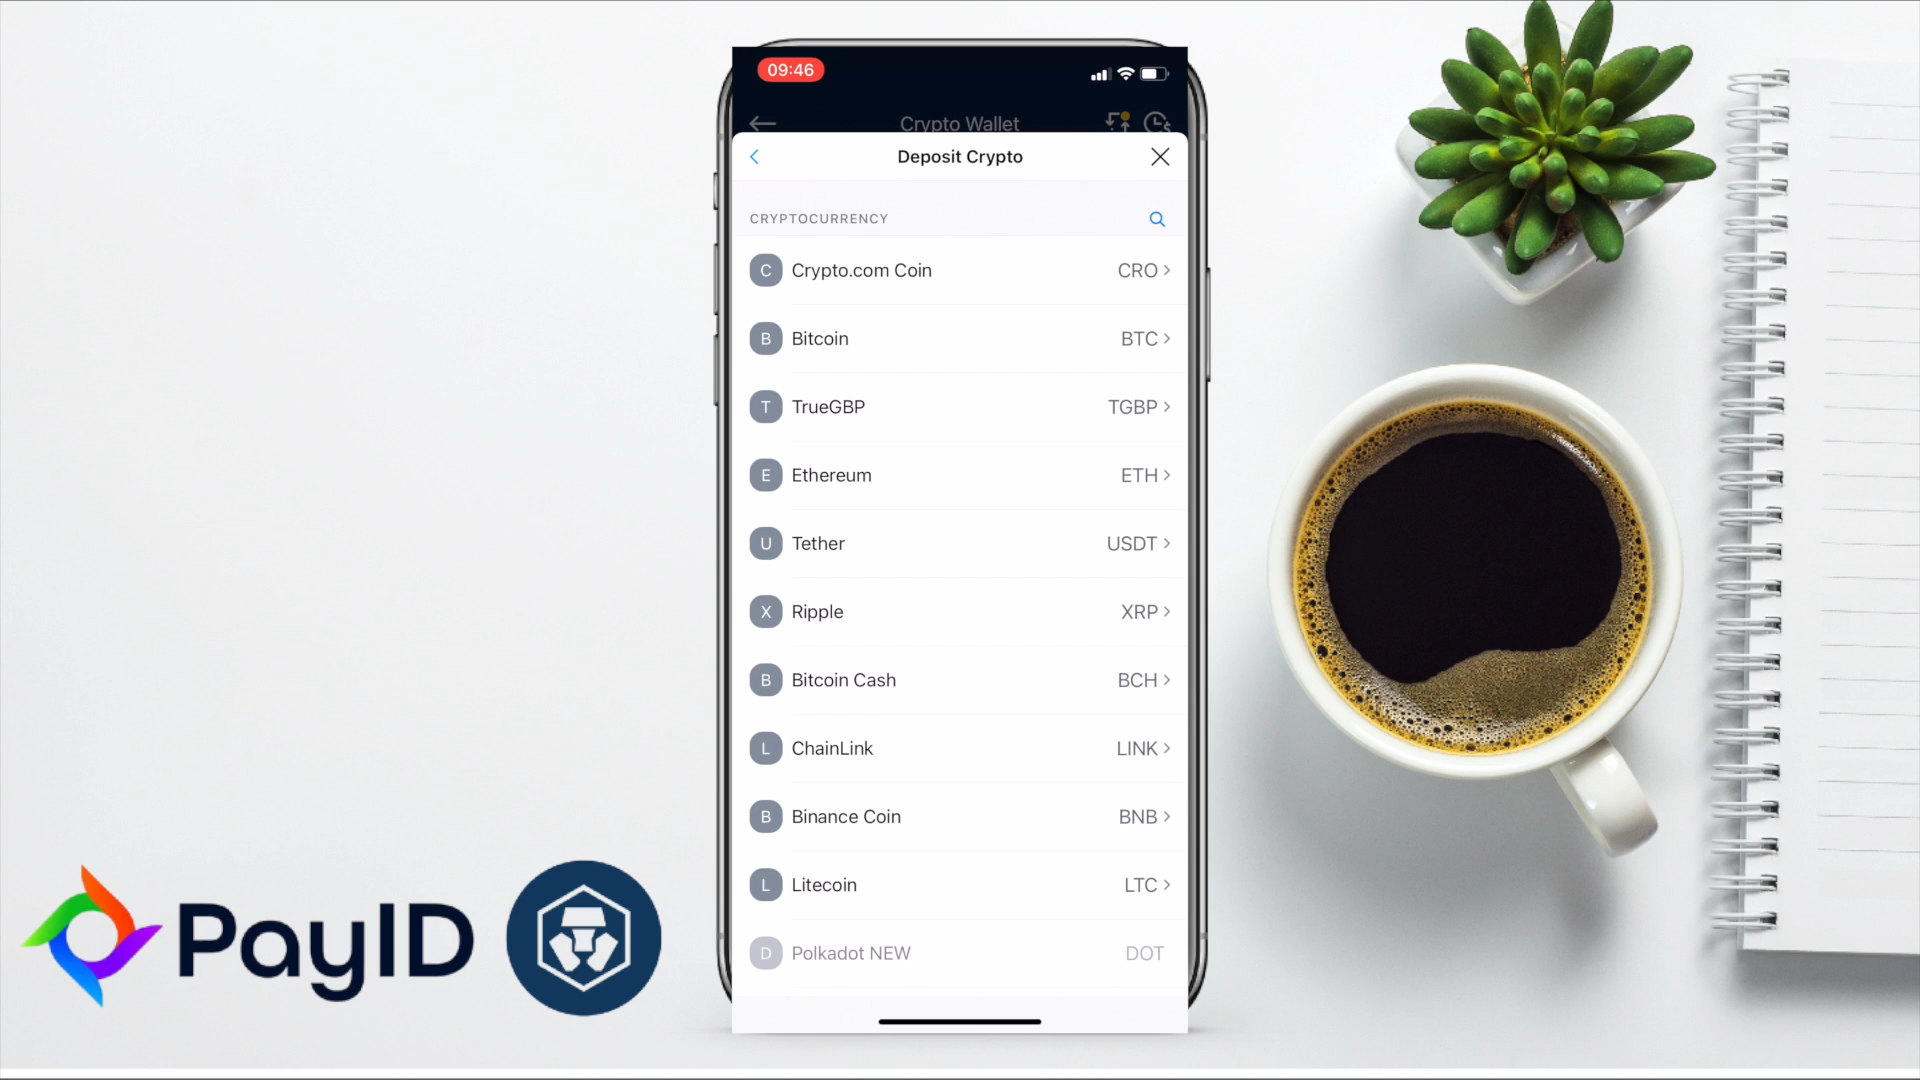 09:46
Crypto Wallet
Deposit Crypto
CRYPTOCURRENCY
C Crypto.com Coin CRO
B Bitcoin BTC
T TrueGBP TGBP
E Ethereum ETH
U Tether USDT
X Ripple XRP
B Bitcoin Cash BCH
L ChainLink LINK
B Binance Coin BNB
L Litecoin LTC
D Polkadot NEW DOT
PayID